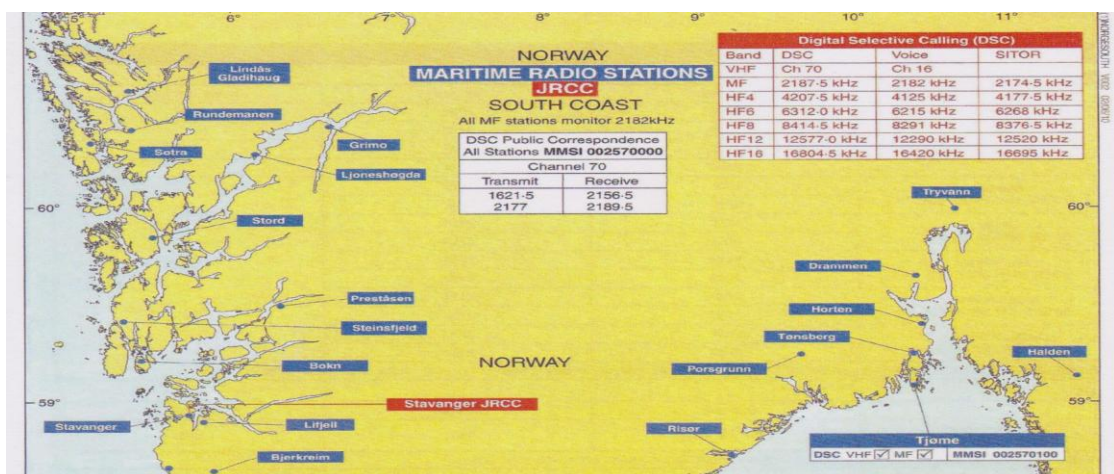 5° 6° 7° 8° 9° 10° 11°
NORWAY
MARITIME RADIO STATIONS
JRCC
SOUTH COAST
All MF stations monitor 2182kHz
DSC Public Correspondence
All Stations MMSI 002570000
Channel 70
Transmit Receive
1621·5 2156·5
2177 2189·5
Digital Selective Calling (DSC)
Band DSC Voice SITOR
VHF Ch 70 Ch 16
MF 2187·5 kHz 2182 kHz 2174·5 kHz
HF4 4207·5 kHz 4125 kHz 4177·5 kHz
HF6 6312·0 kHz 6215 kHz 6268 kHz
HF8 8414·5 kHz 8291 kHz 8376·5 kHz
HF12 12577·0 kHz 12290 kHz 12520 kHz
HF16 16804·5 kHz 16420 kHz 16695 kHz
Lindås
Gladihaug
Rundemanen
Sotra
Grimo
Ljoneshøgda
60°
Stord
Tryvann
60°
Drammen
Preståsen
Steinsfjeld
Horten
Tønsberg
Bokn
NORWAY
Porsgrunn
Halden
59°
Stavanger JRCC
59°
Stavanger
Lifjell
Risør
Bjerkreim
Tjøme
DSC VHF ☑ MF ☑ MMSI 002570100